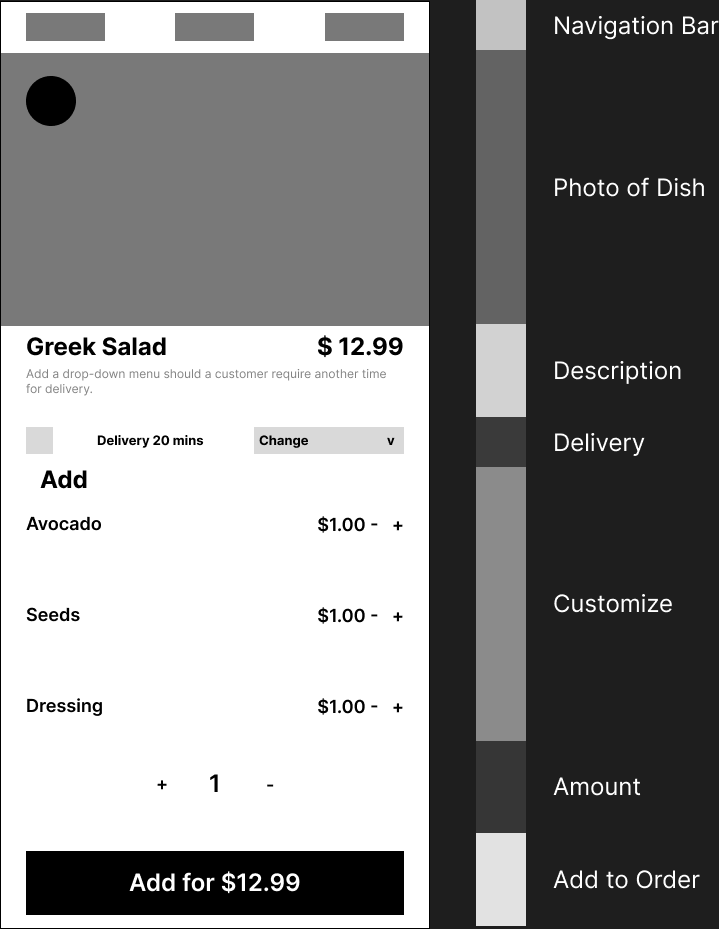 Greek Salad
$ 12.99
Add a drop-down menu should a customer require another time
for delivery.
Delivery 20 mins
Change v
Add
Avocado
$1.00 - +
Seeds
$1.00 - +
Dressing
$1.00 - +
+ 1 -
Add for $12.99
Navigation Bar
Photo of Dish
Description
Delivery
Customize
Amount
Add to Order